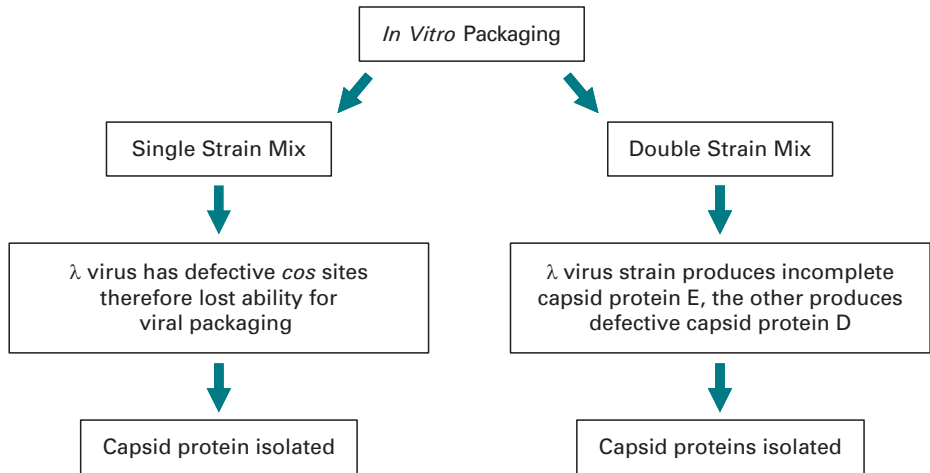 In Vitro Packaging
Single Strain Mix
Double Strain Mix
λ virus has defective cos sites
therefore lost ability for
viral packaging
λ virus strain produces incomplete
capsid protein E, the other produces
defective capsid protein D
Capsid protein isolated
Capsid proteins isolated